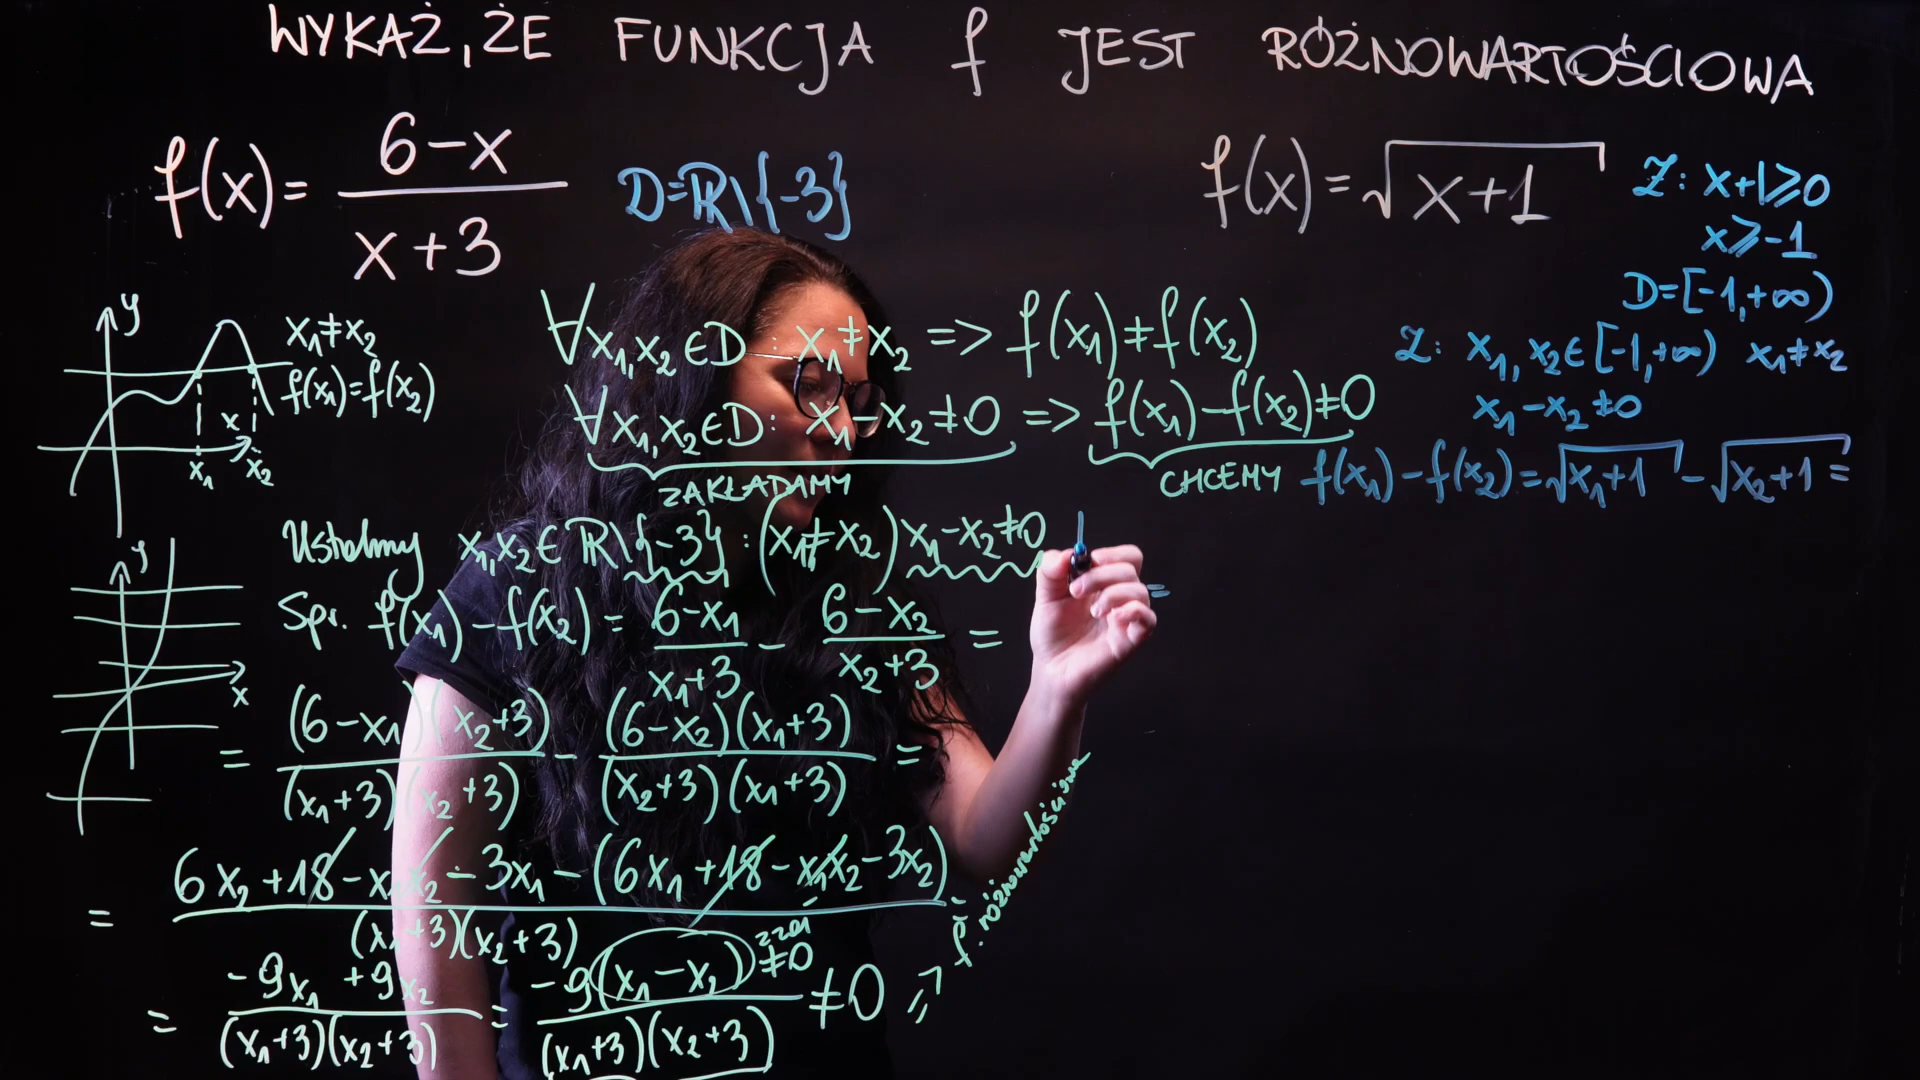 WYKAŻ, ŻE FUNKCJA f JEST RÓŻNOWARTOŚCIOWA
f(x) = (6-x)/(x+3)
D=ℝ\{-3}
y
x₁≠x₂
f(x₁)=f(x₂)
x
x₁ x₂
y
x
∀x₁,x₂∈D: x₁≠x₂ => f(x₁)≠f(x₂)
∀x₁,x₂∈D: x₁-x₂≠0 => f(x₁)-f(x₂)≠0
ZAKŁADAMY CHCEMY
Ustalmy x₁,x₂∈ℝ\{-3}: (x₁≠x₂) x₁-x₂≠0
Spr. f(x₁)-f(x₂) = (6-x₁)/(x₁+3) - (6-x₂)/(x₂+3) =
= (6-x₁)(x₂+3)/(x₁+3)(x₂+3) - (6-x₂)(x₁+3)/(x₂+3)(x₁+3) =
= 6x₂+18-x₁x₂-3x₁-(6x₁+18-x₁x₂-3x₂)/(x₁+3)(x₂+3) =
= -9x₁+9x₂/(x₁+3)(x₂+3) = -9(x₁-x₂)/(x₁+3)(x₂+3) ≠0 =>
≠0
f. różnowartościowa
f(x)=√(x+1)
Z: x+1⩾0
x⩾-1
D=[-1,+∞)
Z: x₁,x₂∈[-1,+∞) x₁≠x₂
x₁-x₂≠0
f(x₁)-f(x₂)=√(x₁+1) - √(x₂+1) =
=